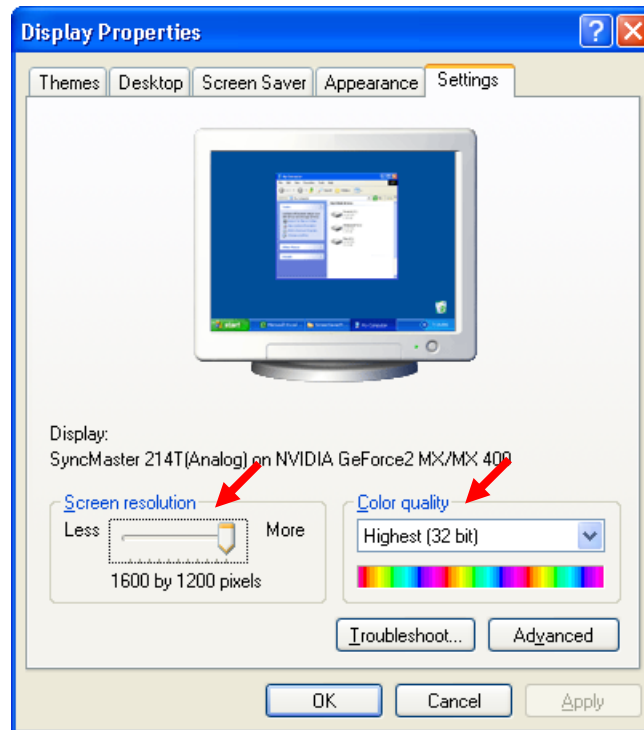 Display Properties
Themes Desktop Screen Saver Appearance Settings
start
Display:
SyncMaster 214T(Analog) on NVIDIA GeForce2 MX/MX 400
Screen resolution
Less More
1600 by 1200 pixels
Color quality
Highest (32 bit)
Troubleshoot... Advanced
OK Cancel Apply